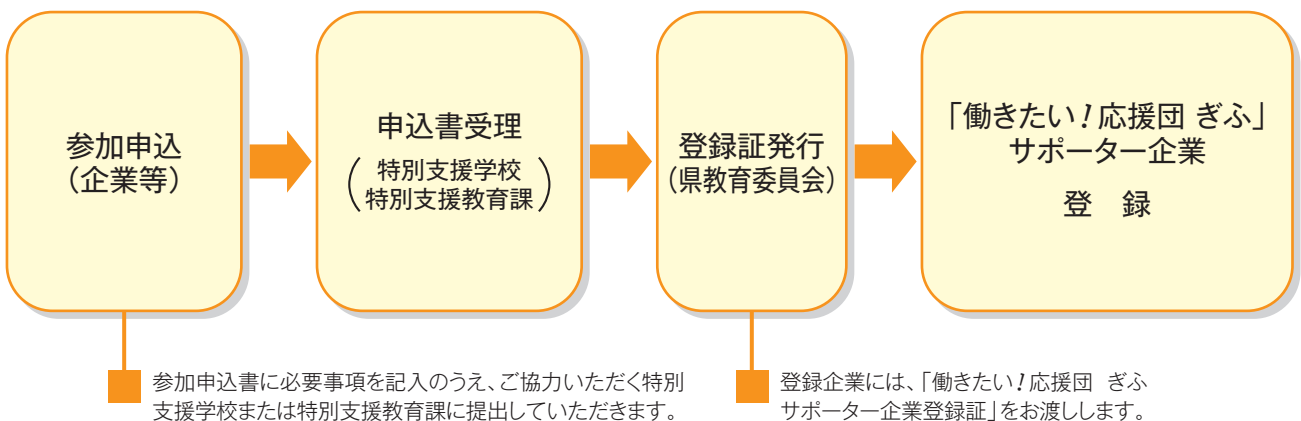 参加申込
(企業等)
申込書受理
(特別支援学校
特別支援教育課)
登録証発行
(県教育委員会)
「働きたい!応援団 ぎふ」
サポーター企業
登 録
参加申込書に必要事項を記入のうえ、ご協力いただく特別
支援学校または特別支援教育課に提出していただきます。
登録企業には、「働きたい!応援団 ぎふ
サポーター企業登録証」をお渡しします。